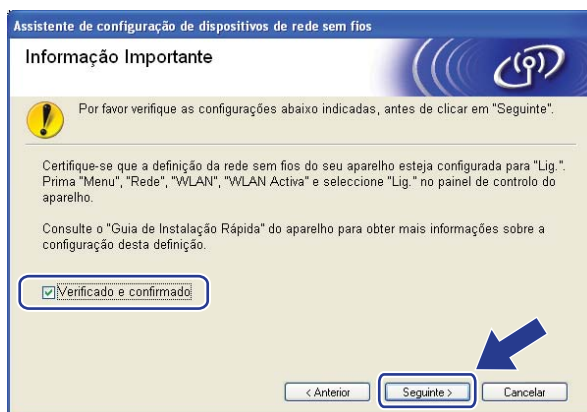 Assistente de configuração de dispositivos de rede sem fios
Informação Importante
Por favor verifique as configurações abaixo indicadas, antes de clicar em "Seguinte".
Certifique-se que a definição da rede sem fios do seu aparelho esteja configurada para "Lig.".
Prima "Menu", "Rede", "WLAN", "WLAN Activa" e seleccione "Lig." no painel de controlo do
aparelho.
Consulte o "Guia de Instalação Rápida" do aparelho para obter mais informações sobre a
configuração desta definição.
Verificado e confirmado
< Anterior
Seguinte >
Cancelar